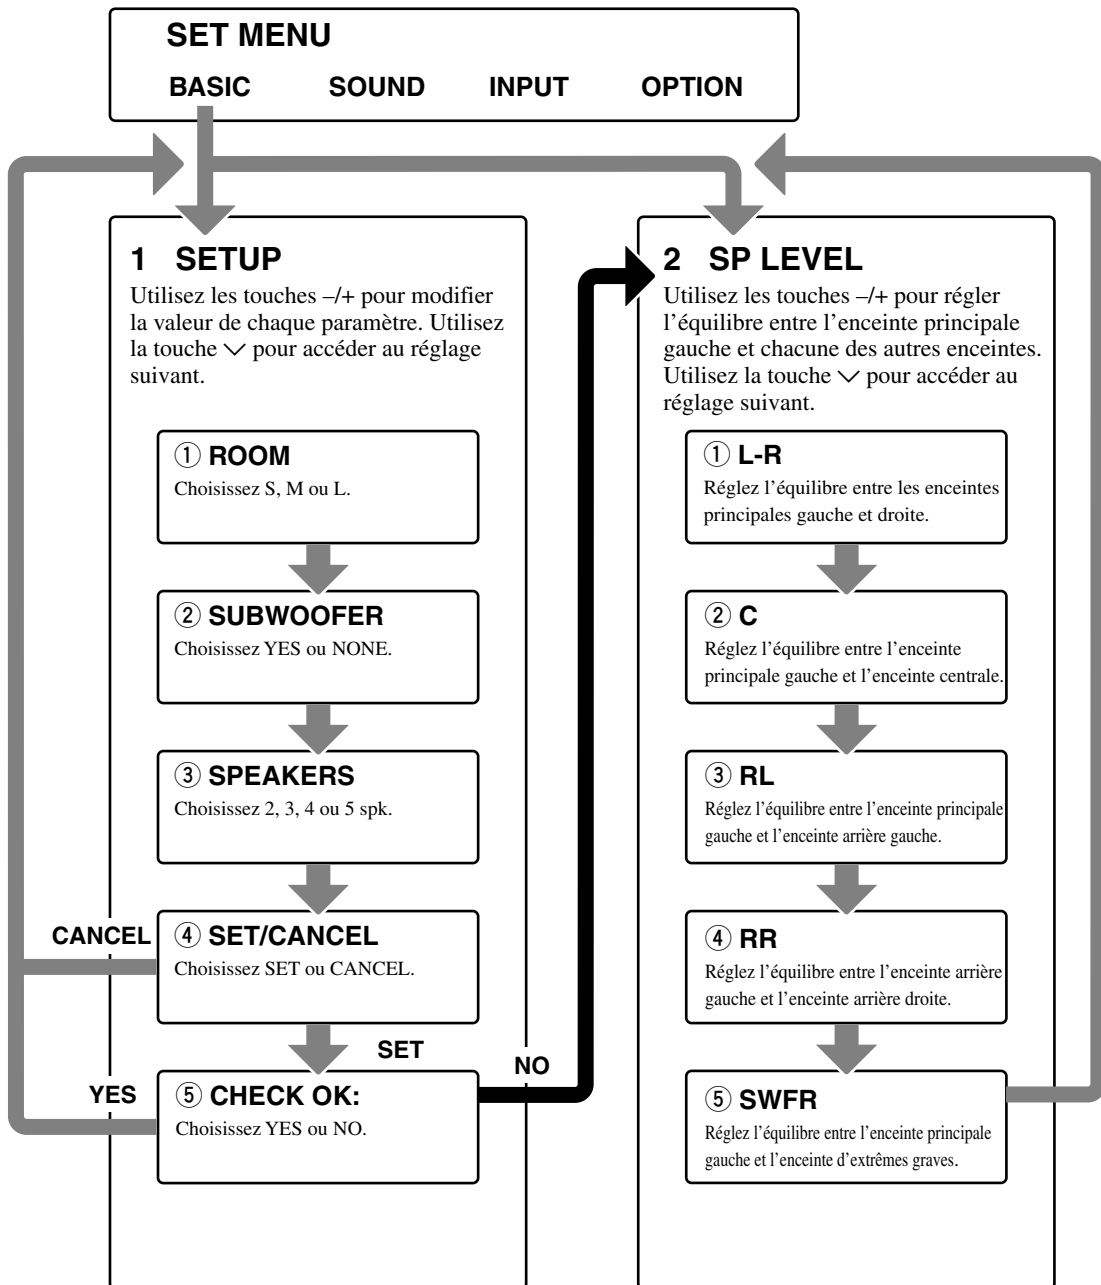 SET MENU
BASIC SOUND INPUT OPTION
1 SETUP
Utilisez les touches –/+ pour modifier
la valeur de chaque paramètre. Utilisez
la touche ∨ pour accéder au réglage
suivant.
① ROOM
Choisissez S, M ou L.
② SUBWOOFER
Choisissez YES ou NONE.
③ SPEAKERS
Choisissez 2, 3, 4 ou 5 spk.
CANCEL
④ SET/CANCEL
Choisissez SET ou CANCEL.
SET
NO
YES
⑤ CHECK OK:
Choisissez YES ou NO.
2 SP LEVEL
Utilisez les touches –/+ pour régler
l’équilibre entre l’enceinte principale
gauche et chacune des autres enceintes.
Utilisez la touche ∨ pour accéder au
réglage suivant.
① L-R
Réglez l’équilibre entre les enceintes
principales gauche et droite.
② C
Réglez l’équilibre entre l’enceinte
principale gauche et l’enceinte centrale.
③ RL
Réglez l’équilibre entre l’enceinte principale
gauche et l’enceinte arrière gauche.
④ RR
Réglez l’équilibre entre l’enceinte arrière
gauche et l’enceinte arrière droite.
⑤ SWFR
Réglez l’équilibre entre l’enceinte principale
gauche et l’enceinte d’extrêmes graves.